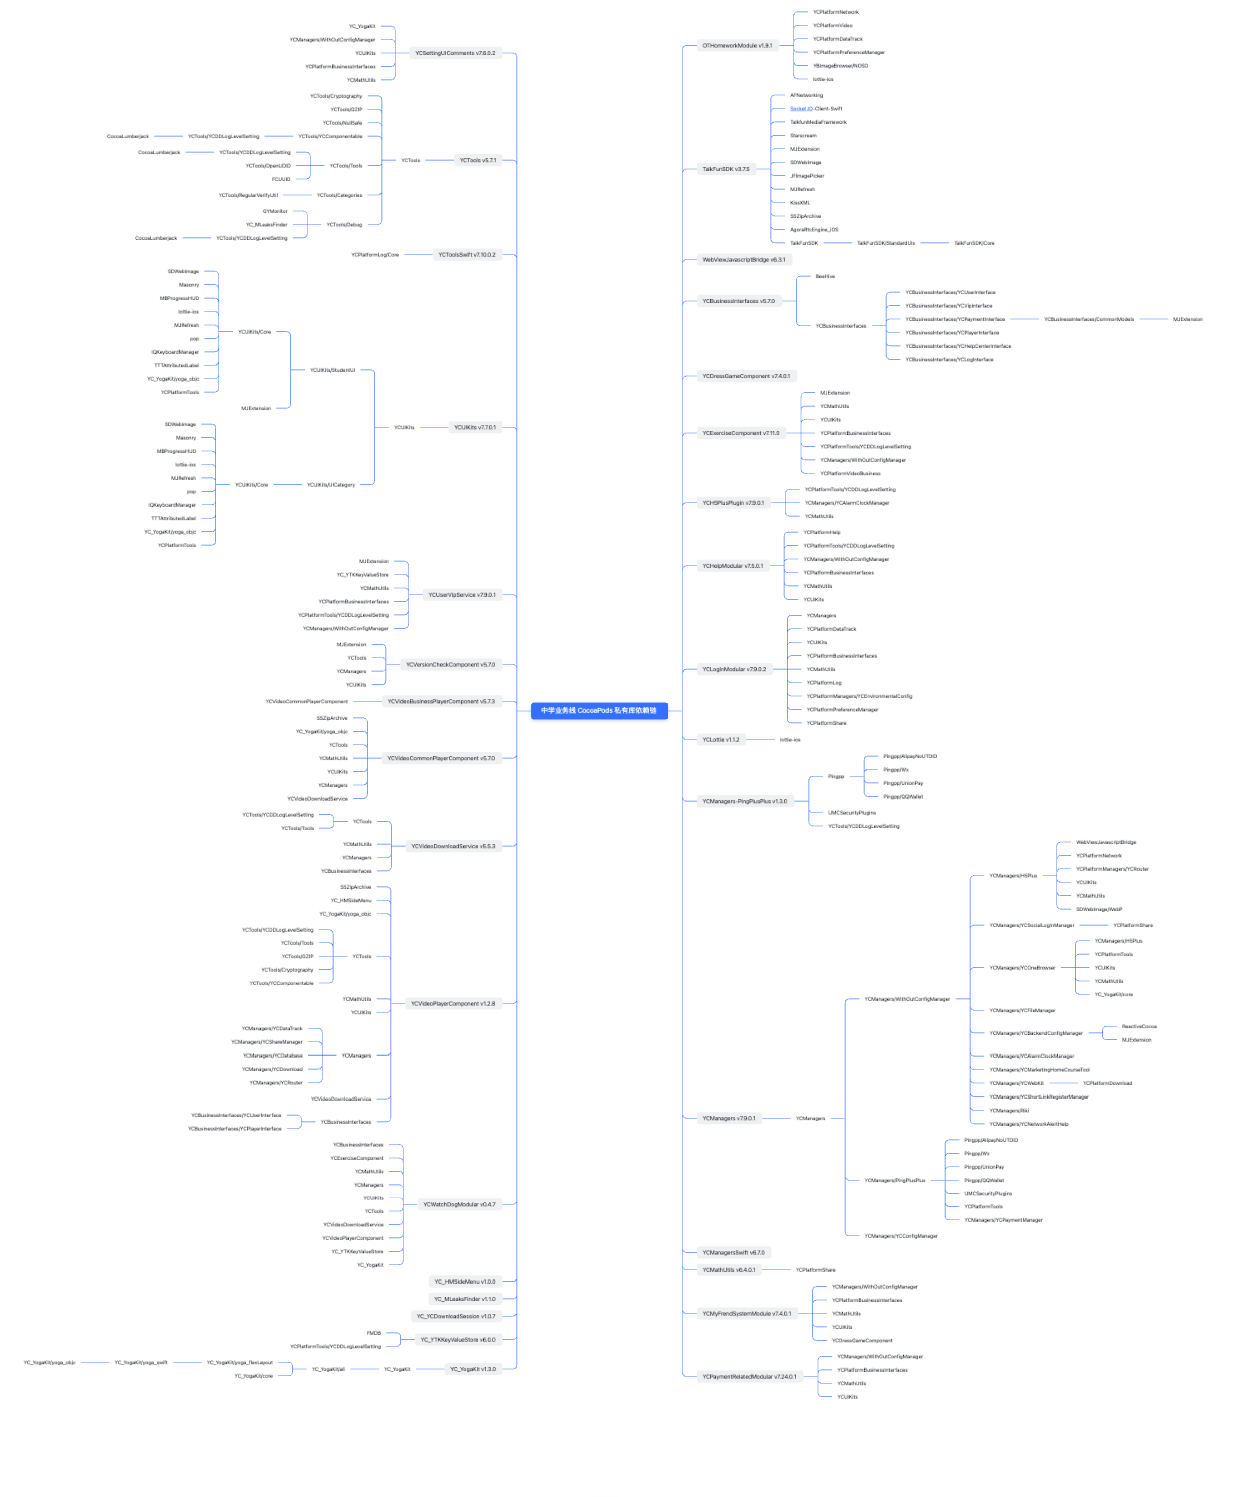 中学业务线 CocoaPods 私有库依赖链
YCSettingUIComments v7.6.0.2
YC_YogaKit
YCManagers/WithOutConfigManager
YCUIKits
YCPlatformBusinessInterfaces
YCMathUtils
YCTools v5.7.1
YCTools
YCTools/Cryptography
YCTools/GZIP
YCTools/NullSafe
YCTools/YCComponentable
YCTools/YCDDLogLevelSetting
CocoaLumberjack
YCTools/Tools
YCTools/YCDDLogLevelSetting
CocoaLumberjack
YCTools/OpenUDID
FCUUID
YCTools/Categories
YCTools/RegularVerifyUtil
YCTools/Debug
GYMonitor
YC_MLeaksFinder
YCTools/YCDDLogLevelSetting
CocoaLumberjack
YCToolsSwift v7.10.0.2
YCPlatformLog/Core
YCUIKits v7.7.0.1
YCUIKits
YCUIKits/StudentUI
YCUIKits/Core
SDWebImage
Masonry
MBProgressHUD
lottie-ios
MJRefresh
pop
IQKeyboardManager
TTTAttributedLabel
YC_YogaKit/yoga_objc
YCPlatformTools
MJExtension
YCUIKits/UICategory
YCUIKits/Core
SDWebImage
Masonry
MBProgressHUD
lottie-ios
MJRefresh
pop
IQKeyboardManager
TTTAttributedLabel
YC_YogaKit/yoga_objc
YCPlatformTools
YCUserVipService v7.9.0.1
MJExtension
YC_YTKKeyValueStore
YCMathUtils
YCPlatformBusinessInterfaces
YCPlatformTools/YCDDLogLevelSetting
YCManagers/WithOutConfigManager
YCVersionCheckComponent v5.7.0
MJExtension
YCTools
YCManagers
YCUIKits
YCVideoBusinessPlayerComponent v5.7.3
YCVideoCommonPlayerComponent
YCVideoCommonPlayerComponent v5.7.0
SSZipArchive
YC_YogaKit/yoga_objc
YCTools
YCMathUtils
YCUIKits
YCManagers
YCVideoDownloadService
YCVideoDownloadService v5.5.3
YCTools
YCTools/YCDDLogLevelSetting
YCTools/Tools
YCMathUtils
YCManagers
YCBusinessInterfaces
YCVideoPlayerComponent v1.2.8
SSZipArchive
YC_HMSideMenu
YC_YogaKit/yoga_objc
YCTools
YCTools/YCDDLogLevelSetting
YCTools/Tools
YCTools/GZIP
YCTools/Cryptography
YCTools/YCComponentable
YCMathUtils
YCUIKits
YCManagers
YCManagers/YCDataTrack
YCManagers/YCShareManager
YCManagers/YCDatabase
YCManagers/YCDownload
YCManagers/YCRouter
YCVideoDownloadService
YCBusinessInterfaces
YCBusinessInterfaces/YCUserInterface
YCBusinessInterfaces/YCPlayerInterface
YCWatchDogModular v0.4.7
YCBusinessInterfaces
YCExerciseComponent
YCMathUtils
YCManagers
YCUIKits
YCTools
YCVideoDownloadService
YCVideoPlayerComponent
YC_YTKKeyValueStore
YC_YogaKit
YC_HMSideMenu v1.0.0
YC_MLeaksFinder v1.1.0
YC_YCDownloadSession v1.0.7
YC_YTKKeyValueStore v6.0.0
FMDB
YCPlatformTools/YCDDLogLevelSetting
YC_YogaKit v1.3.0
YC_YogaKit
YC_YogaKit/all
YC_YogaKit/yoga_flexLayout
YC_YogaKit/yoga_swift
YC_YogaKit/yoga_objc
YC_YogaKit/core
OTHomeworkModule v1.9.1
YCPlatformNetwork
YCPlatformVideo
YCPlatformDataTrack
YCPlatformPreferenceManager
YBImageBrowser/NOSD
lottie-ios
TalkFunSDK v3.7.5
AFNetworking
Socket.IO-Client-Swift
TalkfunMediaFramework
Starscream
MJExtension
SDWebImage
JFImagePicker
MJRefresh
KissXML
SSZipArchive
AgoraRtcEngine_iOS
TalkFunSDK
TalkFunSDK/StandardUIs
TalkFunSDK/Core
WebViewJavascriptBridge v6.3.1
YCBusinessInterfaces v5.7.0
BeeHive
YCBusinessInterfaces
YCBusinessInterfaces/YCUserInterface
YCBusinessInterfaces/YCVipInterface
YCBusinessInterfaces/YCPaymentInterface
YCBusinessInterfaces/CommonModels
MJExtension
YCBusinessInterfaces/YCPlayerInterface
YCBusinessInterfaces/YCHelpCenterInterface
YCBusinessInterfaces/YCLogInterface
YCDressGameComponent v7.4.0.1
YCExerciseComponent v7.11.0
MJExtension
YCMathUtils
YCUIKits
YCPlatformBusinessInterfaces
YCPlatformTools/YCDDLogLevelSetting
YCManagers/WithOutConfigManager
YCPlatformVideoBusiness
YCH5PlusPlugin v7.9.0.1
YCPlatformTools/YCDDLogLevelSetting
YCManagers/YCAlarmClockManager
YCMathUtils
YCHelpModular v7.5.0.1
YCPlatformHelp
YCPlatformTools/YCDDLogLevelSetting
YCManagers/WithOutConfigManager
YCPlatformBusinessInterfaces
YCMathUtils
YCUIKits
YCLoginModular v7.9.0.2
YCManagers
YCPlatformDataTrack
YCUIKits
YCPlatformBusinessInterfaces
YCMathUtils
YCPlatformLog
YCPlatformManagers/YCEnvironmentalConfig
YCPlatformPreferenceManager
YCPlatformShare
YCLottie v1.1.2
lottie-ios
YCManagers-PingPlusPlus v1.3.0
Pingpp
Pingpp/AlipayNoUTDID
Pingpp/Wx
Pingpp/UnionPay
Pingpp/QQWallet
UMCSecurityPlugins
YCTools/YCDDLogLevelSetting
YCManagers v7.9.0.1
YCManagers
YCManagers/WithOutConfigManager
YCManagers/H5Plus
WebViewJavascriptBridge
YCPlatformNetwork
YCPlatformManagers/YCRouter
YCUIKits
YCMathUtils
SDWebImage/WebP
YCManagers/YCSocialLoginManager
YCPlatformShare
YCManagers/YCOneBrowser
YCManagers/H5Plus
YCPlatformTools
YCUIKits
YCMathUtils
YC_YogaKit/core
YCManagers/YCFileManager
YCManagers/YCBackendConfigManager
ReactiveCocoa
MJExtension
YCManagers/YCAlarmClockManager
YCManagers/YCMarketingHomeCourseTool
YCManagers/YCWebKit
YCPlatformDownload
YCManagers/YCShortLinkRegisterManager
YCManagers/Riki
YCManagers/YCNetworkAlertHelp
YCManagers/PingPlusPlus
Pingpp/AlipayNoUTDID
Pingpp/Wx
Pingpp/UnionPay
Pingpp/QQWallet
UMCSecurityPlugins
YCPlatformTools
YCManagers/YCPaymentManager
YCManagers/YCConfigManager
YCManagersSwift v6.7.0
YCMathUtils v6.4.0.1
YCPlatformShare
YCMyFrendSystemModule v7.4.0.1
YCManagers/WithOutConfigManager
YCPlatformBusinessInterfaces
YCMathUtils
YCUIKits
YCDressGameComponent
YCPaymentRelatedModular v7.24.0.1
YCManagers/WithOutConfigManager
YCPlatformBusinessInterfaces
YCMathUtils
YCUIKits